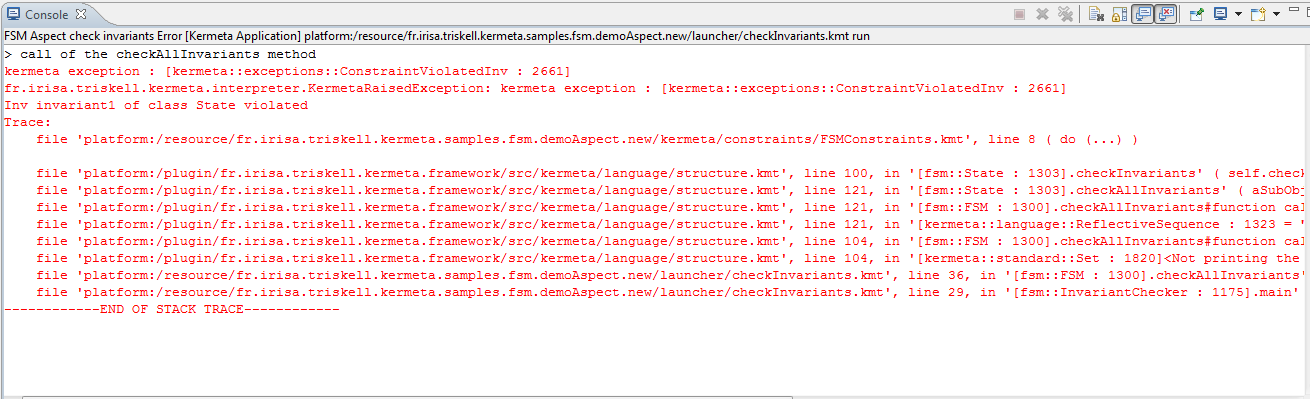 Console
FSM Aspect check invariants Error [Kermeta Application] platform:/resource/fr.irisa.triskell.kermeta.samples.fsm.demoAspect.new/launcher/checkInvariants.kmt run
> call of the checkAllInvariants method
kermeta exception : [kermeta::exceptions::ConstraintViolatedInv : 2661]
fr.irisa.triskell.kermeta.interpreter.KermetaRaisedException: kermeta exception : [kermeta::exceptions::ConstraintViolatedInv : 2661]
Inv invariant1 of class State violated
Trace:
file 'platform:/resource/fr.irisa.triskell.kermeta.samples.fsm.demoAspect.new/kermeta/constraints/FSMConstraints.kmt', line 8 ( do (...) )
file 'platform:/plugin/fr.irisa.triskell.kermeta.framework/src/kermeta/language/structure.kmt', line 100, in '[fsm::State : 1303].checkInvariants' ( self.check
file 'platform:/plugin/fr.irisa.triskell.kermeta.framework/src/kermeta/language/structure.kmt', line 121, in '[fsm::State : 1303].checkAllInvariants' ( aSubObj
file 'platform:/plugin/fr.irisa.triskell.kermeta.framework/src/kermeta/language/structure.kmt', line 121, in '[fsm::FSM : 1300].checkAllInvariants#function cal
file 'platform:/plugin/fr.irisa.triskell.kermeta.framework/src/kermeta/language/structure.kmt', line 121, in '[kermeta::language::ReflectiveSequence : 1323 = '
file 'platform:/plugin/fr.irisa.triskell.kermeta.framework/src/kermeta/language/structure.kmt', line 104, in '[fsm::FSM : 1300].checkAllInvariants#function cal
file 'platform:/plugin/fr.irisa.triskell.kermeta.framework/src/kermeta/language/structure.kmt', line 104, in '[kermeta::standard::Set : 1820]<Not printing the
file 'platform:/resource/fr.irisa.triskell.kermeta.samples.fsm.demoAspect.new/launcher/checkInvariants.kmt', line 36, in '[fsm::FSM : 1300].checkAllInvariants'
file 'platform:/resource/fr.irisa.triskell.kermeta.samples.fsm.demoAspect.new/launcher/checkInvariants.kmt', line 29, in '[fsm::InvariantChecker : 1175].main'
------------END OF STACK TRACE------------